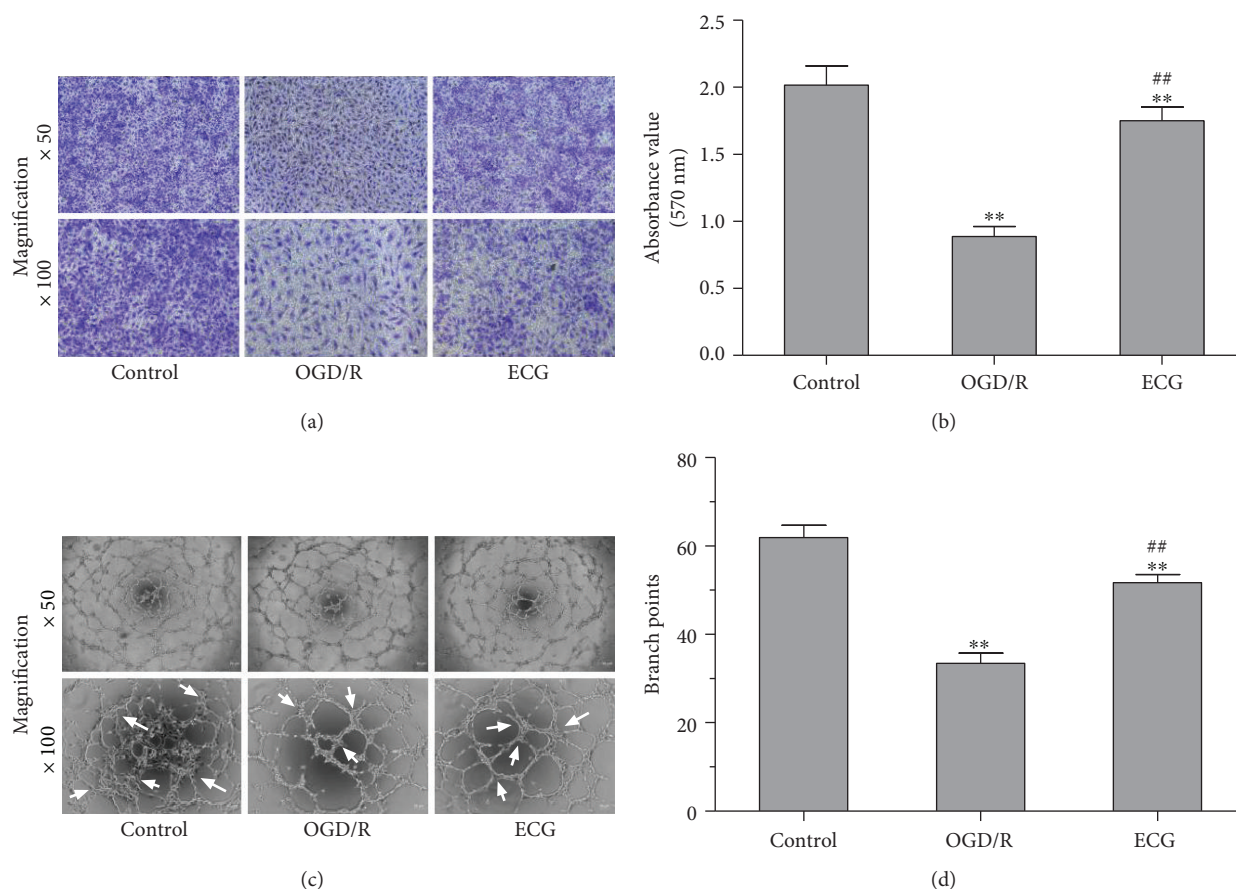 Magnification
× 50
× 100
Control
OGD/R
ECG
(a)
Absorbance value
(570 nm)
2.5
2.0
1.5
1.0
0.5
0.0
**
##
**
Control
OGD/R
ECG
(b)
Magnification
× 50
× 100
Control
OGD/R
ECG
(c)
Branch points
80
60
40
20
0
**
##
**
Control
OGD/R
ECG
(d)